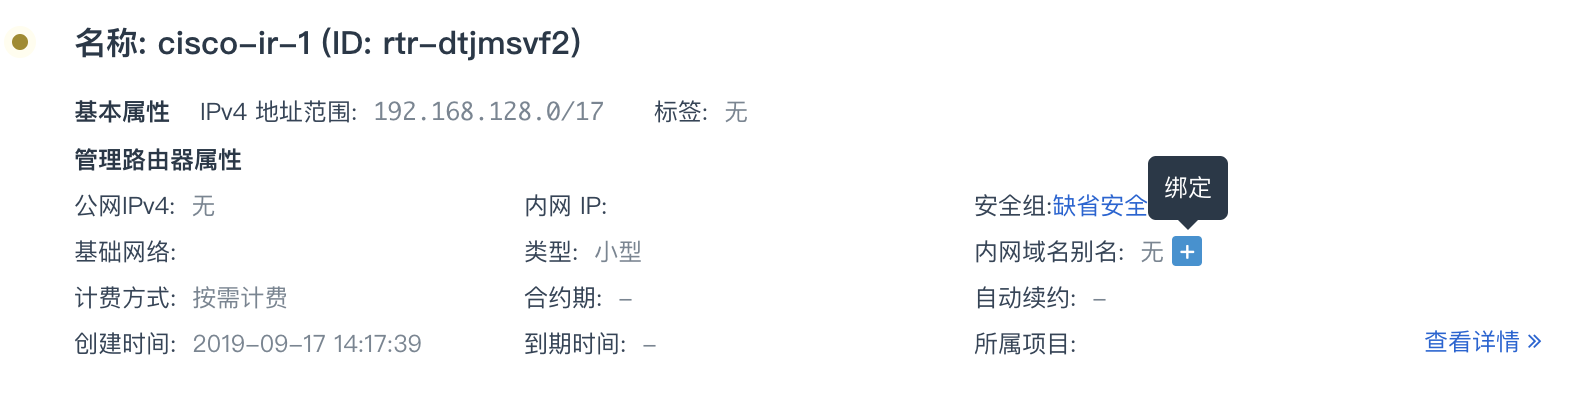 名称: cisco-ir-1 (ID: rtr-dtjmsvf2)
基本属性 IPv4 地址范围: 192.168.128.0/17 标签: 无
管理路由器属性
绑定
公网IPv4: 无 内网 IP: 安全组:缺省安全
基础网络: 类型: 小型 内网域名别名: 无 +
计费方式: 按需计费 合约期: – 自动续约: –
创建时间: 2019-09-17 14:17:39 到期时间: – 所属项目: 查看详情 »